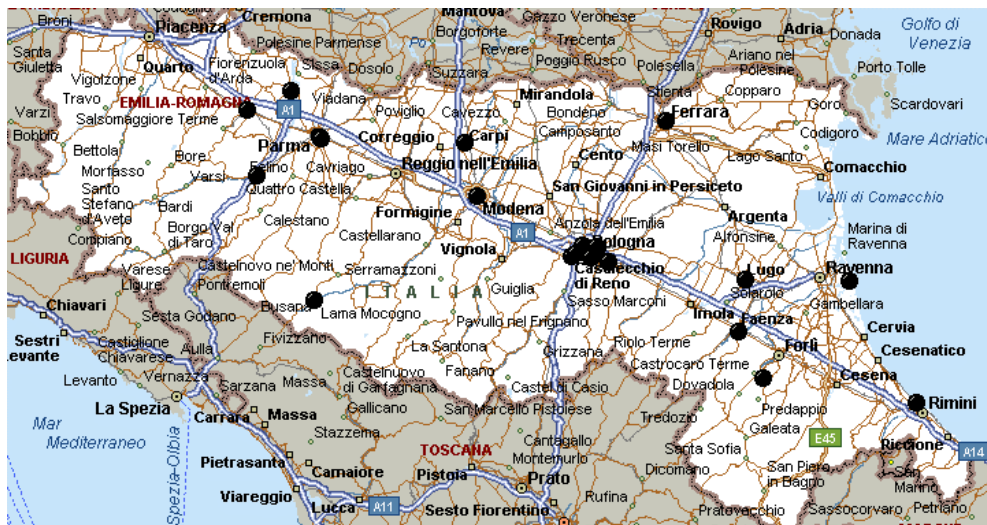 Broni
Piacenza
Cremona
Mantova
Borgoforte
Gazzo Veronese
Trecenta
Rovigo
Adria
Donada
Golfo di
Venezia
Santa
Giuletta
Quarto
Polesine Parmense
Po
Revere
Poggio Rusco
Polesella
Ariano nel
Polesine
Porto Tolle
Vigolzone
Fiorenzuola
d'Arda
Sissa
Dosolo
Suzzara
Stienta
Copparo
Goro
Scardovari
Travo
EMILIA-ROMAGNA
A1
Viadana
Poviglio
Cavezzo
Mirandola
Bondeno
Varzi
Salsomaggiore Terme
Ferrara
Codigoro
Mare Adriatico
Bobbio
Parma
Correggio
Carpi
Camposanto
Masi Torello
Lago Santo
Bettola
Bore
Cavriago
Reggio nell'Emilia
Cento
Comacchio
Morfasso
Varsi
Felino
Quattro Castella
San Giovanni in Persiceto
Valli di Comacchio
Santo
Stefano
d'Aveto
Bardi
Calestano
Formigine
Modena
Anzola dell'Emilia
Argenta
Compiano
Borgo Val
di Taro
Castellarano
Vignola
A1
Bologna
Alfonsine
Marina di
Ravenna
LIGURIA
Varese
Ligure
Castelnovo ne' Monti
Serramazzoni
Casalecchio
di Reno
Lugo
Ravenna
Chiavari
Pontremoli
Busana
ITALIA
Guiglia
Sasso Marconi
Solarolo
Gambellara
Sesta Godano
Lama Mocogno
Pavullo nel Frignano
Imola
Faenza
Cervia
Sestri
Levante
Castiglione
Chiavarese
Aulla
Fivizzano
La Santona
Grizzana
Riolo Terme
Forlì
Cesenatico
Levanto
Vernazza
Sarzana
Massa
Castelnuovo
di Garfagnana
Fanano
Castel di Casio
Castrocaro Terme
Dovadola
Cesena
La Spezia
Carrara
Massa
Gallicano
San Marcello Pistoiese
Tredozio
Predappio
Rimini
Mar
Mediterraneo
Spezia-Olbia
Stazzema
TOSCANA
Cantagallo
Montemurlo
Santa Sofia
Galeata
E45
Riccione
A14
Pietrasanta
Camaiore
Pistoia
Prato
Dicomano
San Piero
in Bagno
San
Marino
Viareggio
Lucca
A11
Sesto Fiorentino
Rufina
Pratovecchio
Sassocorvaro
Petriano